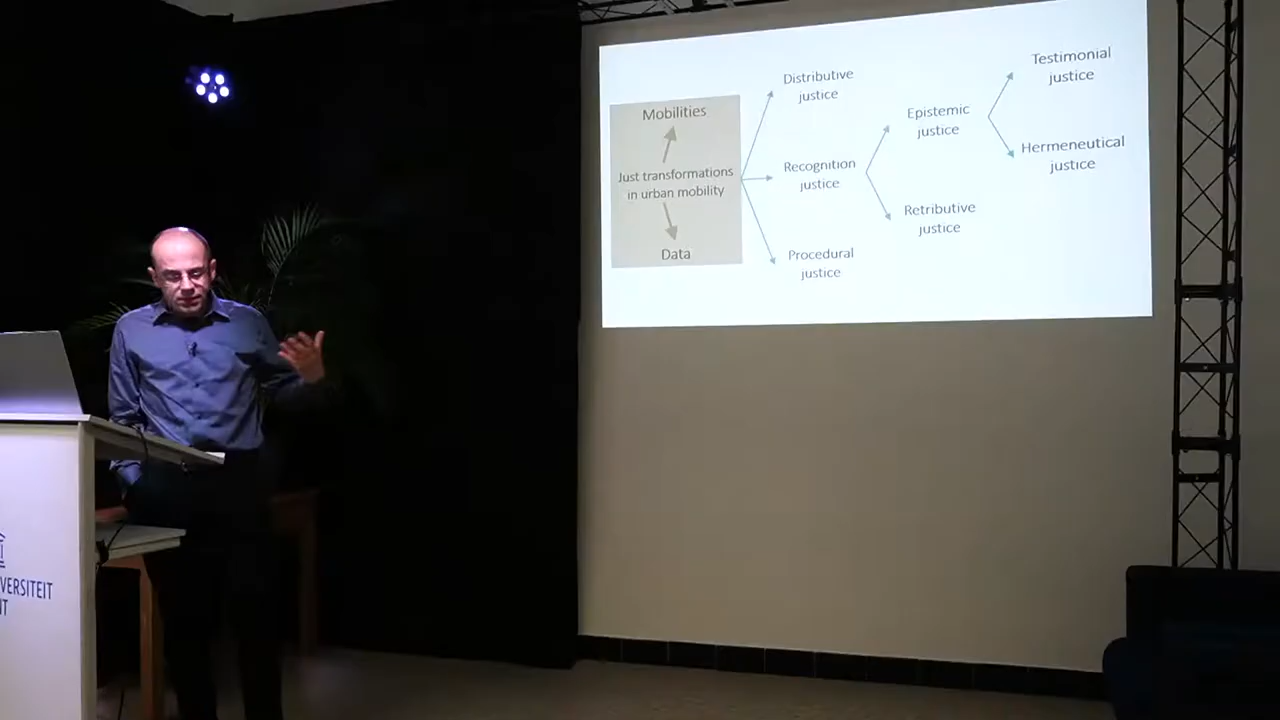 Mobilities
Just transformations
in urban mobility
Data
Distributive
justice
Recognition
justice
Procedural
justice
Epistemic
justice
Retributive
justice
Testimonial
justice
Hermeneutical
justice
VERSITEIT